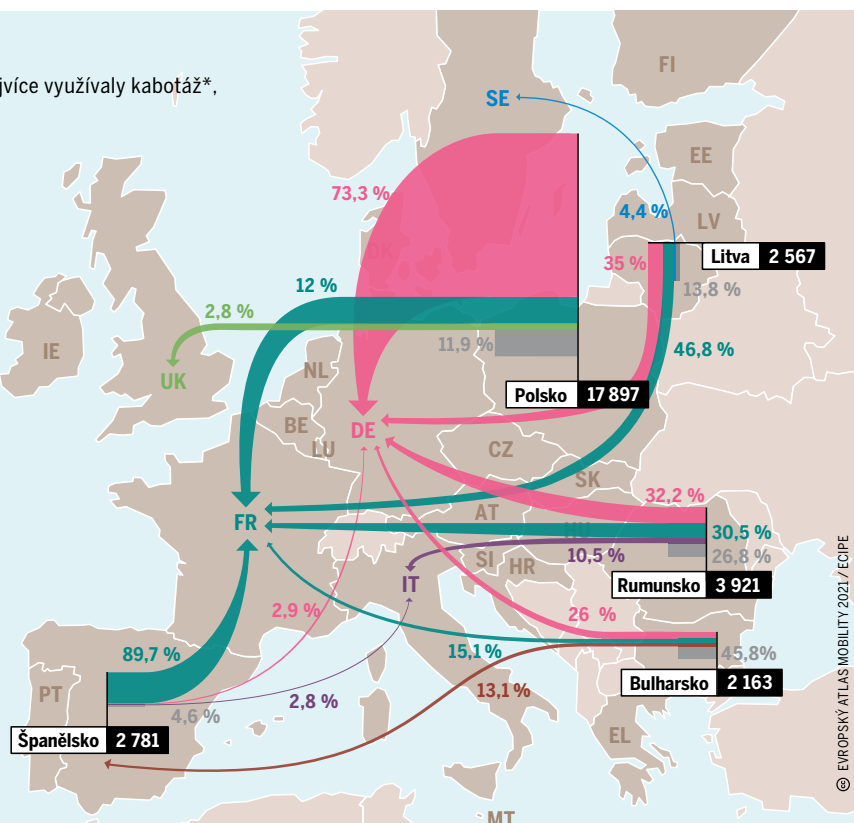 jvíce využívaly kabotáž*,
FI
SE
EE
73,3 %
4,4 %
LV
DK
35 %
Litva 2 567
12 %
13,8 %
2,8 %
11,9 %
46,8 %
IE
UK
NL
Polsko 17 897
BE
DE
LU
CZ
SK
32,2 %
FR
AT
HU
30,5 %
10,5 %
26,8 %
SI
HR
IT
Rumunsko 3 921
2,9 %
26 %
89,7 %
15,1 %
45,8%
PT
2,8 %
13,1 %
Bulharsko 2 163
4,6 %
Španělsko 2 781
EL
MT
EVROPSKÝ ATLAS MOBILITY 2021 / ECIPE